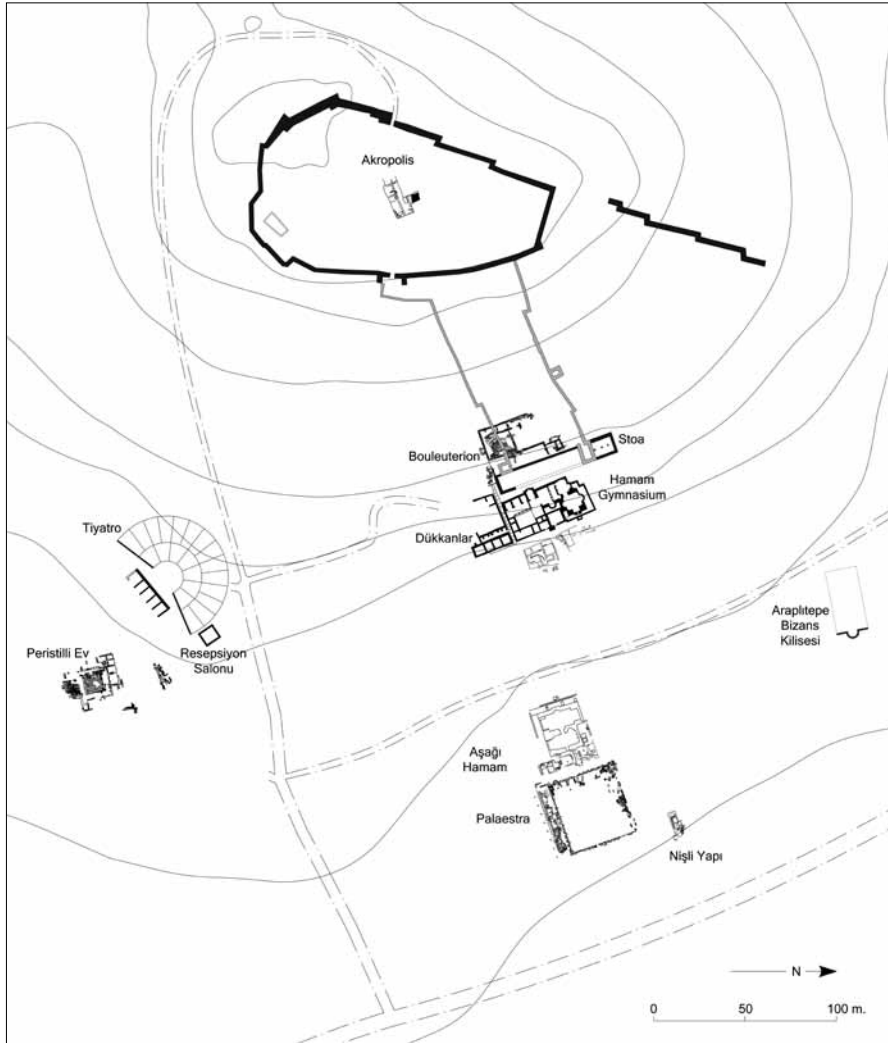 Akropolis
Bouleuterion
Stoa
Hamam
Gymnasium
Tiyatro
Dükkanlar
Peristilli Ev
Resepsiyon
Salonu
Araplıtepe
Bizans
Kilisesi
Aşağı
Hamam
Palaestra
Nişli Yapı
N
0 50 100 m.